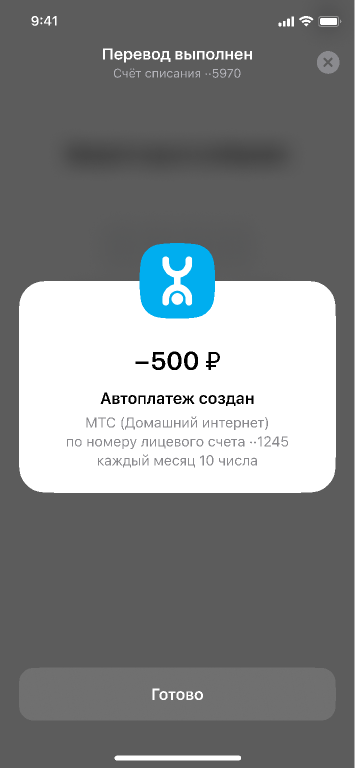 9:41
Перевод выполнен
Счёт списания ··5970
−500 ₽
Автоплатеж создан
МТС (Домашний интернет)
по номеру лицевого счета ··1245
каждый месяц 10 числа
Готово